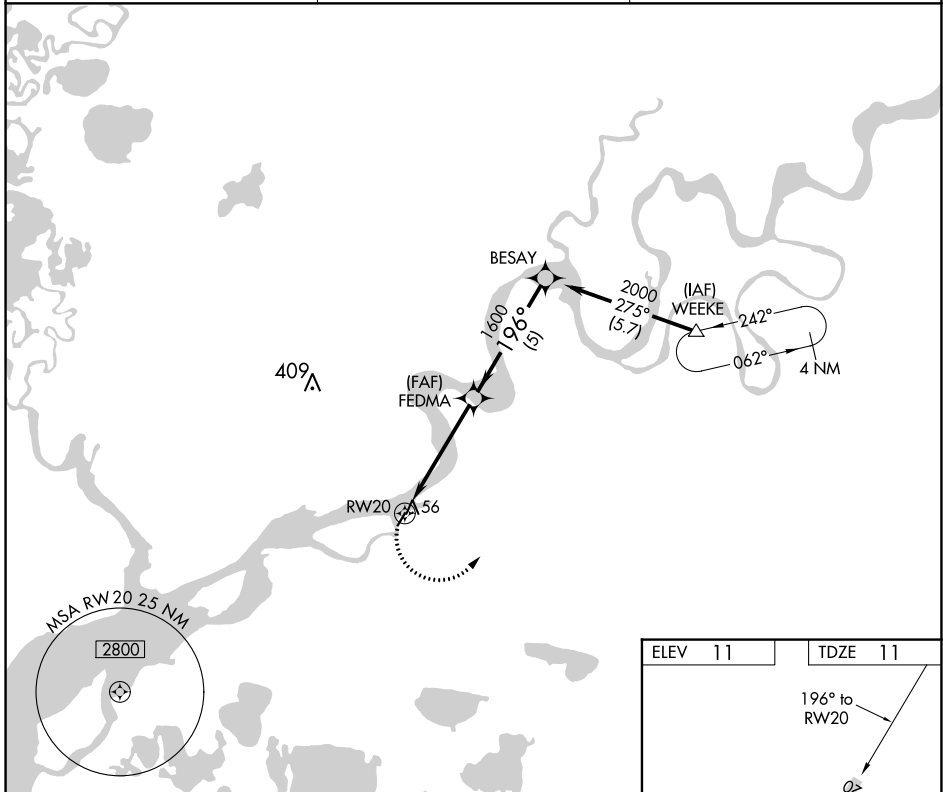 BESAY
2000
275°
(5.7)
(IAF)
WEEKE
242°
062°
4 NM
1600
196°
(5)
409
(FAF)
FEDMA
RW20
56
MSA RW20 25 NM
2800
ELEV 11
TDZE 11
196° to
RW20
20